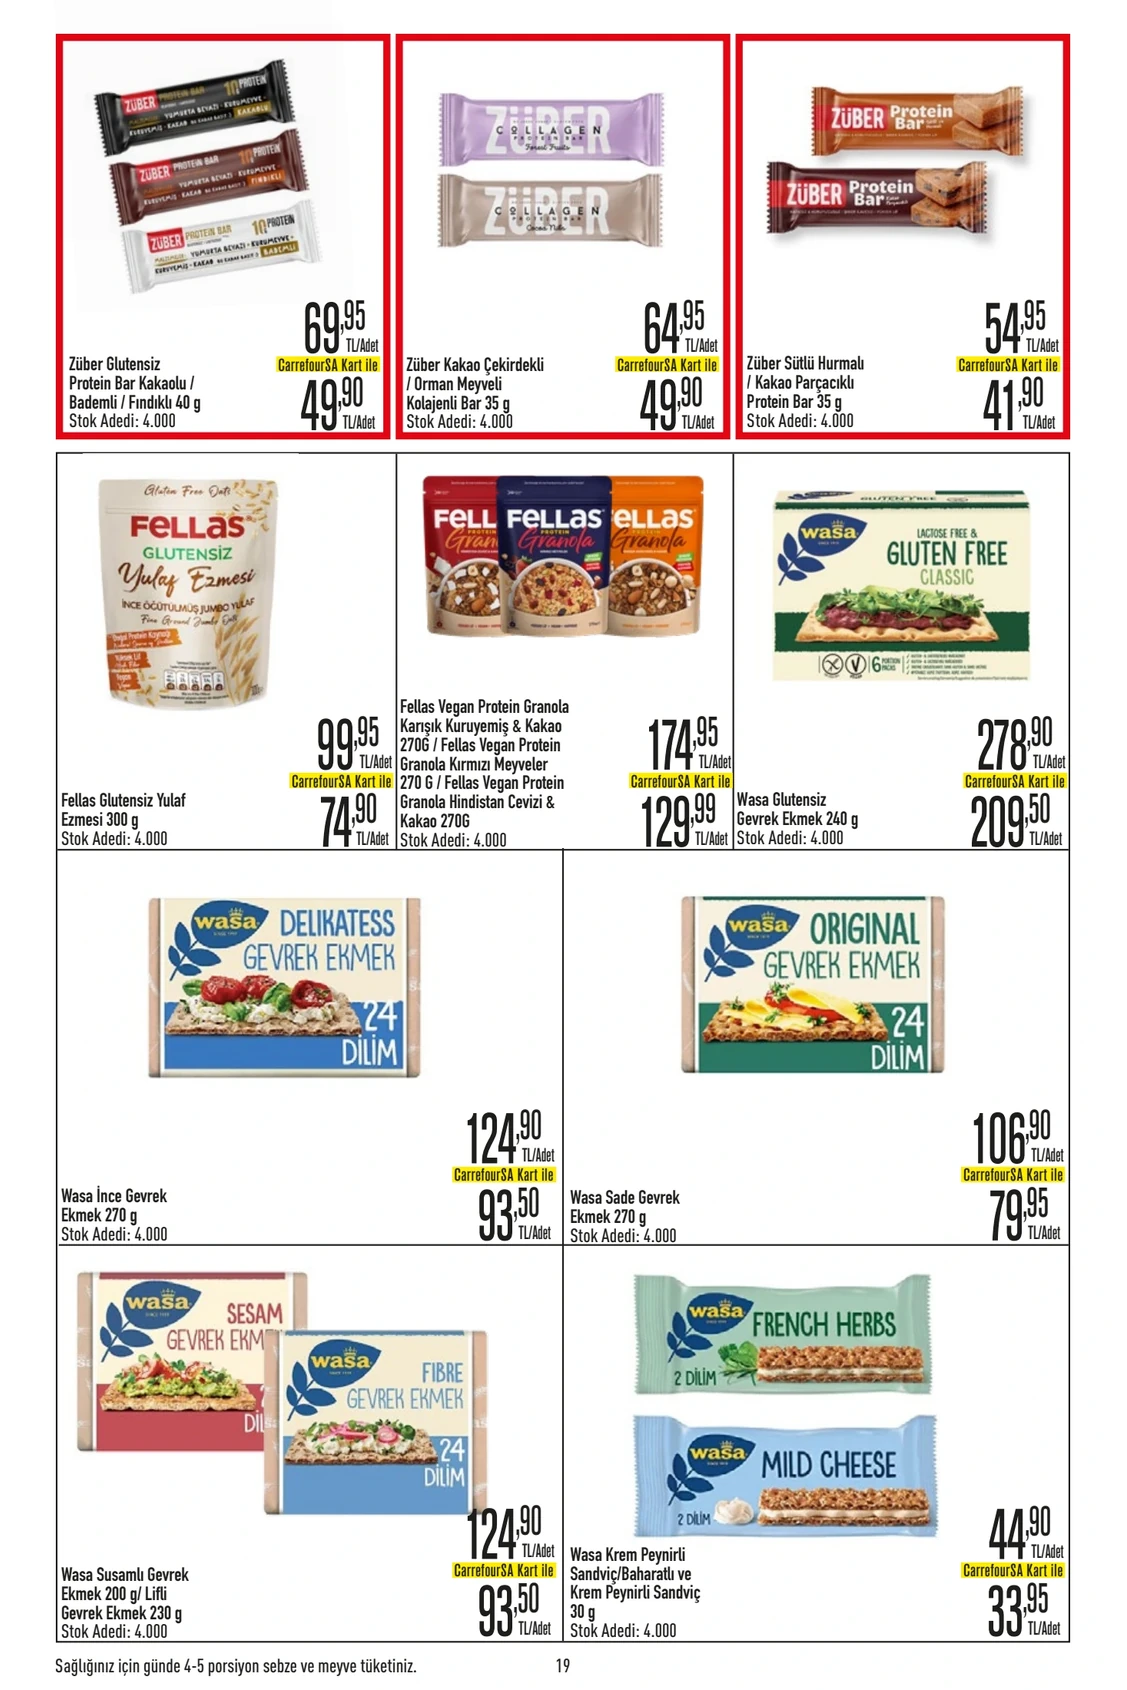 ZÜBER PROTEIN BAR 10 PROTEIN
YUMURTA BEYAZI · KURUYEMİŞ ·
KAKAOLU
ZÜBER PROTEIN BAR 10 PROTEIN
YUMURTA BEYAZI · KURUYEMİŞ ·
FINDIKLI
ZÜBER PROTEIN BAR 10 PROTEIN
YUMURTA BEYAZI · KURUYEMİŞ
BADEMLİ
69,95
TL/Adet
CarrefourSA Kart ile
49,90
TL/Adet
Züber Glutensiz
Protein Bar Kakaolu /
Bademli / Fındıklı 40 g
Stok Adedi: 4.000
ZÜBER
COLLAGEN
PROTEIN BAR
Forest Fruits
ZÜBER
COLLAGEN
PROTEIN BAR
Cocoa Nibs
64,95
TL/Adet
CarrefourSA Kart ile
49,90
TL/Adet
Züber Kakao Çekirdekli
/ Orman Meyveli
Kolajenli Bar 35 g
Stok Adedi: 4.000
ZÜBER Protein
Bar
ZÜBER Protein
Bar
54,95
TL/Adet
CarrefourSA Kart ile
41,90
TL/Adet
Züber Sütlü Hurmalı
/ Kakao Parçacıklı
Protein Bar 35 g
Stok Adedi: 4.000
Gluten Free Oats
FELLAS
GLUTENSİZ
Yulaf Ezmesi
İNCE ÖĞÜTÜLMÜŞ JUMBO YULAF
Fine Ground Jumbo Oats
99,95
TL/Adet
CarrefourSA Kart ile
74,90
TL/Adet
Fellas Glutensiz Yulaf
Ezmesi 300 g
Stok Adedi: 4.000
FELL FELLAS ELLAS
PROTEIN
Gran Granola Granola
Fellas Vegan Protein Granola
Karışık Kuruyemiş & Kakao
270G / Fellas Vegan Protein
Granola Kırmızı Meyveler
270 G / Fellas Vegan Protein
Granola Hindistan Cevizi &
Kakao 270G
Stok Adedi: 4.000
174,95
TL/Adet
CarrefourSA Kart ile
129,99
TL/Adet
GLUTEN FREE
wasa
LACTOSE FREE &
GLUTEN FREE
CLASSIC
6 PORTION
PACKS
278,90
TL/Adet
CarrefourSA Kart ile
209,50
TL/Adet
Wasa Glutensiz
Gevrek Ekmek 240 g
Stok Adedi: 4.000
wasa DELIKATESS
GEVREK EKMEK
24
DİLİM
124,90
TL/Adet
CarrefourSA Kart ile
93,50
TL/Adet
Wasa İnce Gevrek
Ekmek 270 g
Stok Adedi: 4.000
wasa ORIGINAL
GEVREK EKMEK
24
DİLİM
106,90
TL/Adet
CarrefourSA Kart ile
79,95
TL/Adet
Wasa Sade Gevrek
Ekmek 270 g
Stok Adedi: 4.000
wasa
SESAM
GEVREK EKM
DİL
wasa
FIBRE
GEVREK EKMEK
24
DİLİM
124,90
TL/Adet
CarrefourSA Kart ile
93,50
TL/Adet
Wasa Susamlı Gevrek
Ekmek 200 g/ Lifli
Gevrek Ekmek 230 g
Stok Adedi: 4.000
wasa FRENCH HERBS
2 DİLİM
wasa MILD CHEESE
2 DİLİM
44,90
TL/Adet
CarrefourSA Kart ile
33,95
TL/Adet
Wasa Krem Peynirli
Sandviç/Baharatlı ve
Krem Peynirli Sandviç
30 g
Stok Adedi: 4.000
Sağlığınız için günde 4-5 porsiyon sebze ve meyve tüketiniz.
19